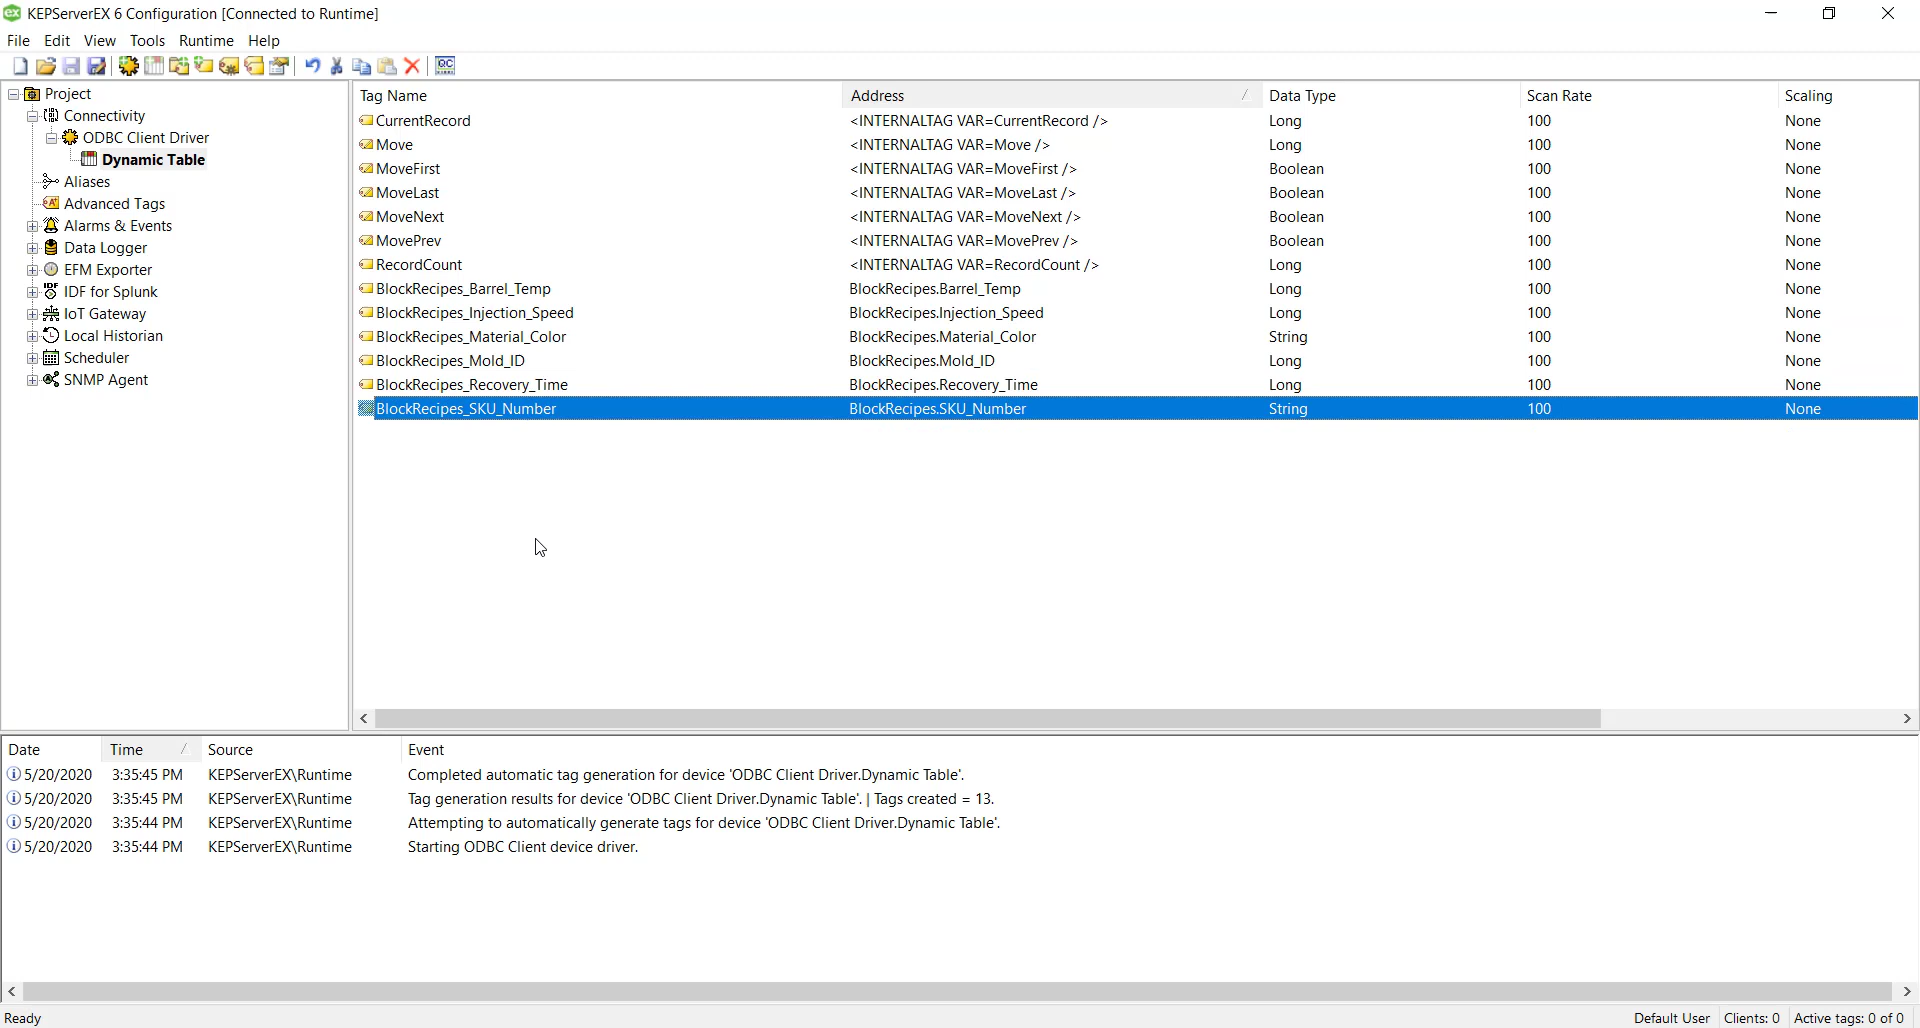 KEPServerEX 6 Configuration [Connected to Runtime]
File Edit View Tools Runtime Help
Project
Connectivity
ODBC Client Driver
Dynamic Table
Aliases
Advanced Tags
Alarms & Events
Data Logger
EFM Exporter
IDF for Splunk
IoT Gateway
Local Historian
Scheduler
SNMP Agent
Tag Name Address Data Type Scan Rate Scaling
CurrentRecord <INTERNALTAG VAR=CurrentRecord /> Long 100 None
Move <INTERNALTAG VAR=Move /> Long 100 None
MoveFirst <INTERNALTAG VAR=MoveFirst /> Boolean 100 None
MoveLast <INTERNALTAG VAR=MoveLast /> Boolean 100 None
MoveNext <INTERNALTAG VAR=MoveNext /> Boolean 100 None
MovePrev <INTERNALTAG VAR=MovePrev /> Boolean 100 None
RecordCount <INTERNALTAG VAR=RecordCount /> Long 100 None
BlockRecipes_Barrel_Temp BlockRecipes.Barrel_Temp Long 100 None
BlockRecipes_Injection_Speed BlockRecipes.Injection_Speed Long 100 None
BlockRecipes_Material_Color BlockRecipes.Material_Color String 100 None
BlockRecipes_Mold_ID BlockRecipes.Mold_ID Long 100 None
BlockRecipes_Recovery_Time BlockRecipes.Recovery_Time Long 100 None
BlockRecipes_SKU_Number BlockRecipes.SKU_Number String 100 None
Date Time Source Event
5/20/2020 3:35:45 PM KEPServerEX\Runtime Completed automatic tag generation for device 'ODBC Client Driver.Dynamic Table'.
5/20/2020 3:35:45 PM KEPServerEX\Runtime Tag generation results for device 'ODBC Client Driver.Dynamic Table'. | Tags created = 13.
5/20/2020 3:35:44 PM KEPServerEX\Runtime Attempting to automatically generate tags for device 'ODBC Client Driver.Dynamic Table'.
5/20/2020 3:35:44 PM KEPServerEX\Runtime Starting ODBC Client device driver.
Ready Default User Clients: 0 Active tags: 0 of 0